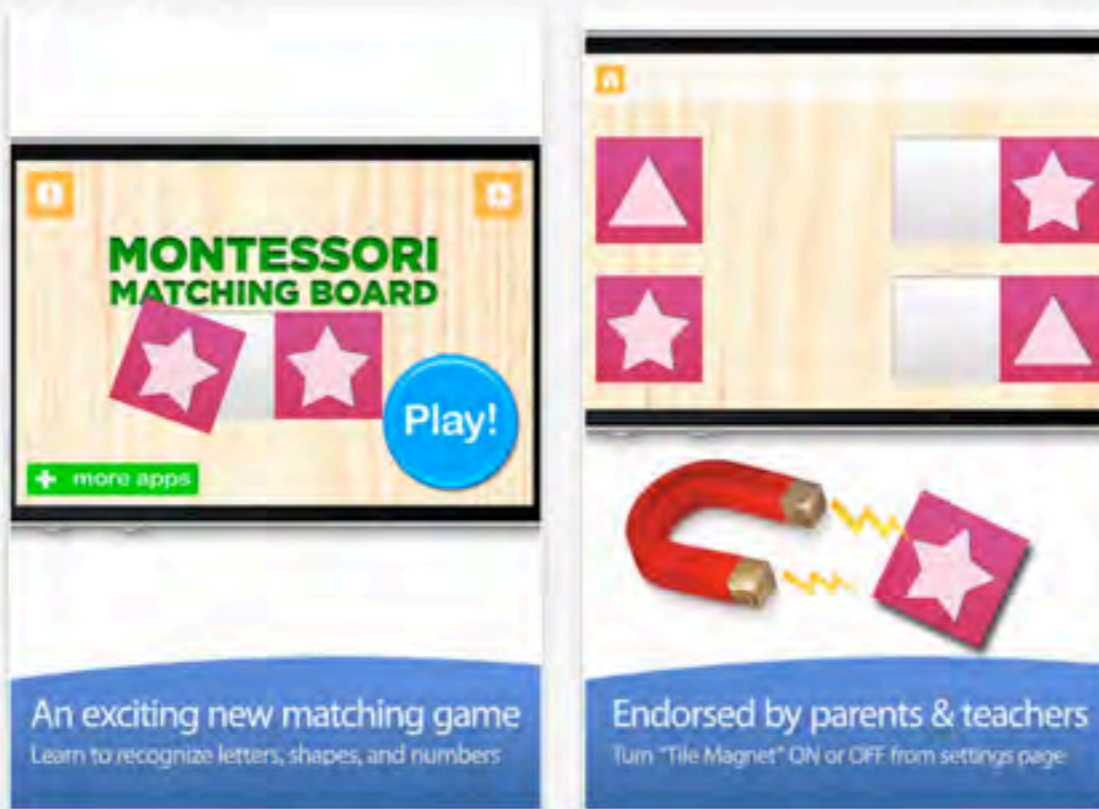 MONTESSORI
MATCHING BOARD
Play!
+ more apps
An exciting new matching game
Learn to recognize letters, shapes, and numbers
Endorsed by parents & teachers
Turn "Tile Magnet" ON or OFF from settings page